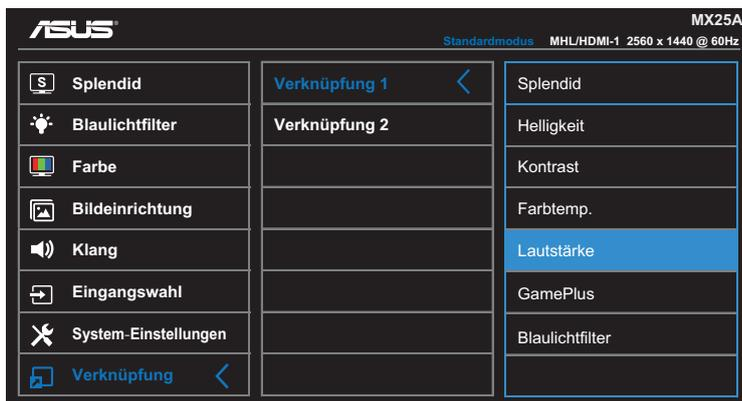 ASUS
MX25A
Standardmodus MHL/HDMI-1 2560 x 1440 @ 60Hz
S Splendid
Blaulichtfilter
Farbe
Bildeinrichtung
Klang
Eingangswahl
System-Einstellungen
Verknüpfung
Verknüpfung 1
Verknüpfung 2
Splendid
Helligkeit
Kontrast
Farbtemp.
Lautstärke
GamePlus
Blaulichtfilter